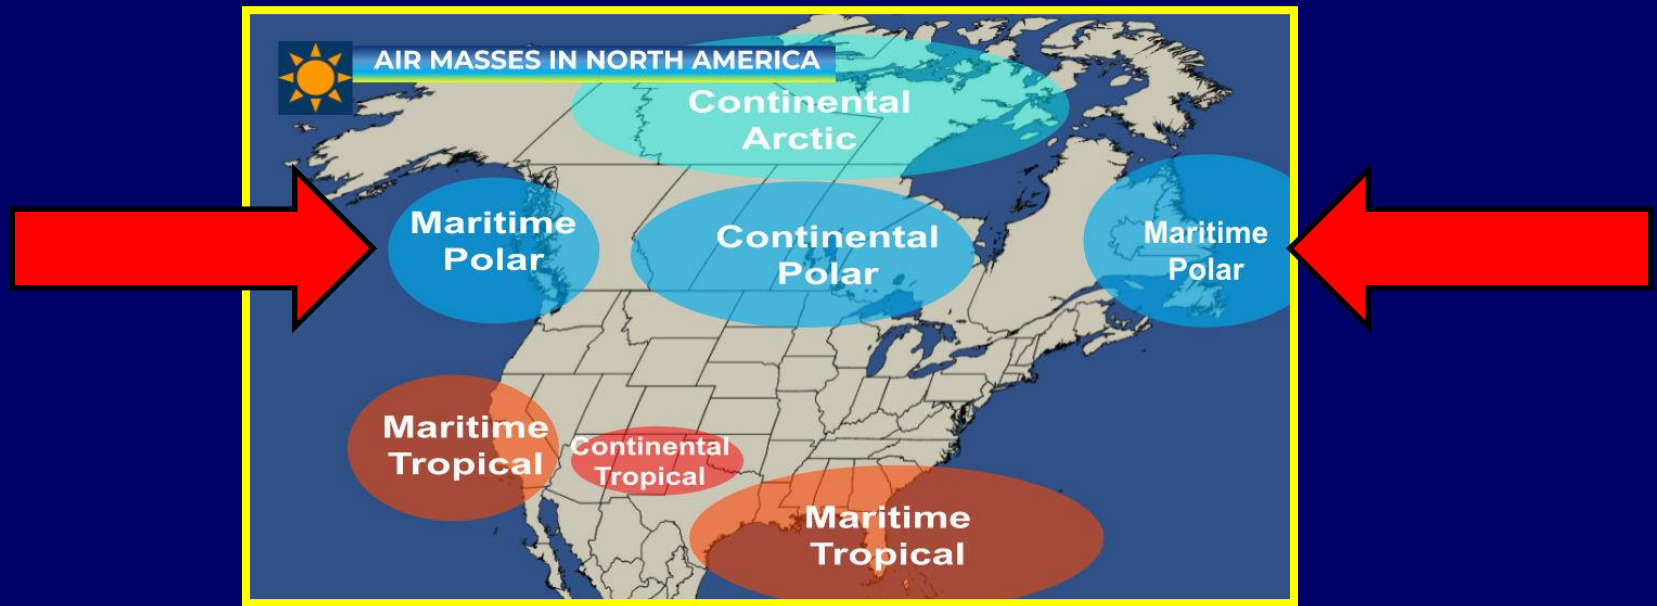 AIR MASSES IN NORTH AMERICA
Continental
Arctic
Maritime
Polar
Continental
Polar
Maritime
Polar
Maritime
Tropical
Continental
Tropical
Maritime
Tropical